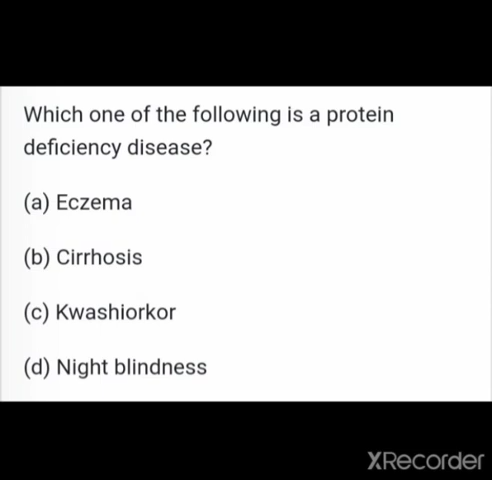 Which one of the following is a protein
deficiency disease?
(a) Eczema
(b) Cirrhosis
(c) Kwashiorkor
(d) Night blindness
XRecorder